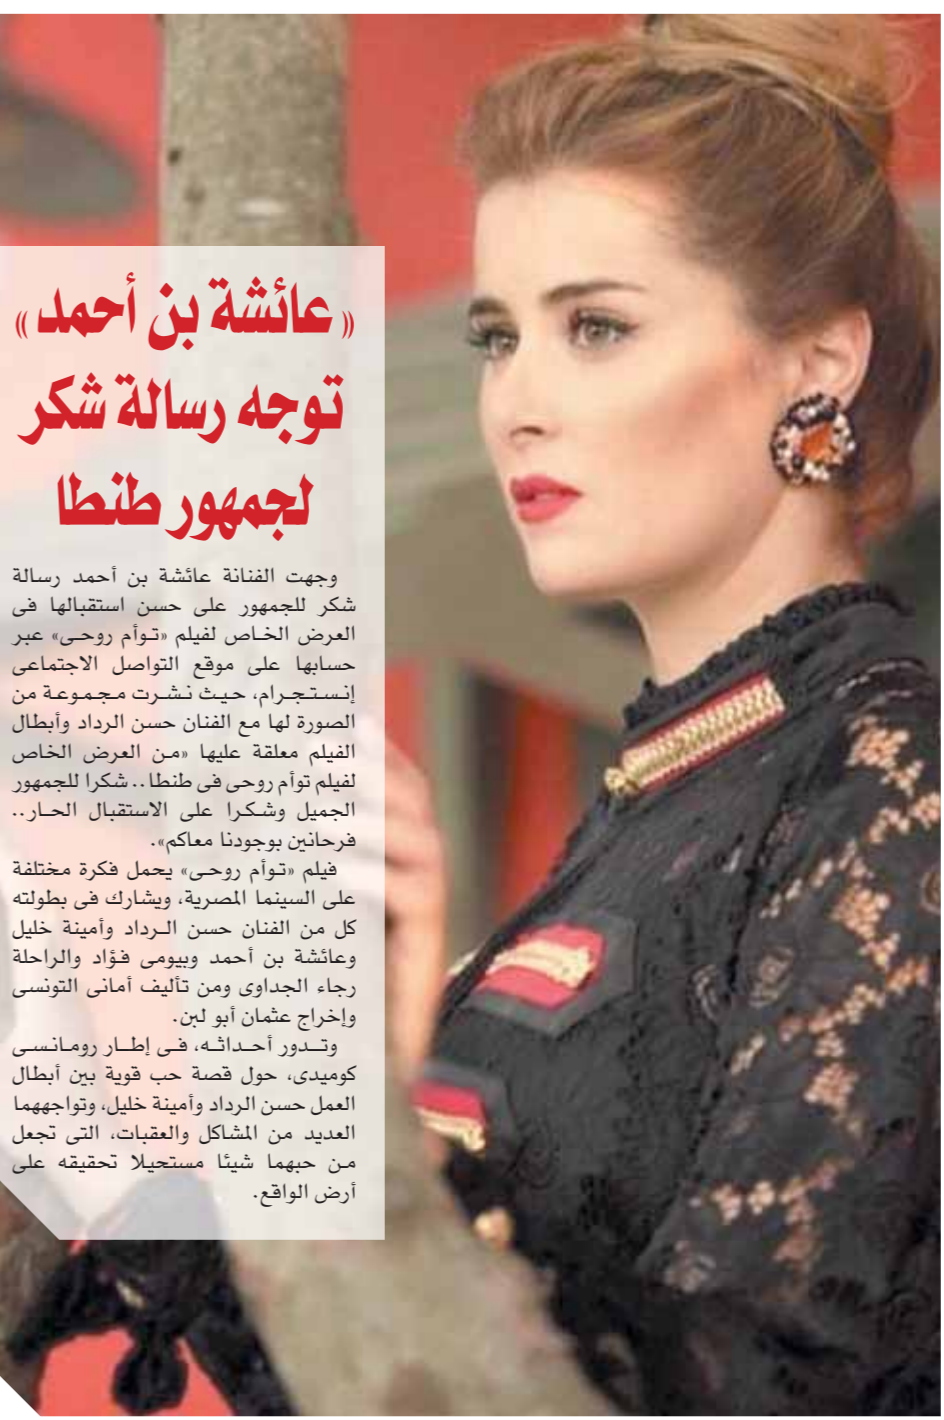 «عائشة بن أحمد»
توجه رسالة شكر
لجمهور طنطا
وجهت الفنانة عائشة بن أحمد رسالة
شكر للجمهور على حسن استقبالها فى
العرض الخاص لفيلم «توأم روحى» عبر
حسابها على موقع التواصل الاجتماعى
إنستجرام، حيث نشرت مجموعة من
الصورة لها مع الفنان حسن الرداد وأبطال
الفيلم معلقة عليها «من العرض الخاص
لفيلم توأم روحى فى طنطا.. شكرا للجمهور
الجميل وشكرا على الاستقبال الحار..
فرحانين بوجودنا معاكم».
فيلم «توأم روحى» يحمل فكرة مختلفة
على السينما المصرية، ويشارك فى بطولته
كل من الفنان حسن الرداد وأمينة خليل
وعائشة بن أحمد وبيومى فؤاد والراحلة
رجاء الجداوى ومن تأليف أمانى التونسى
وإخراج عثمان أبو لبن.
وتدور أحداثه، فى إطار رومانسى
كوميدى، حول قصة حب قوية بين أبطال
العمل حسن الرداد وأمينة خليل، وتواجههما
العديد من المشاكل والعقبات، التى تجعل
من حبهما شيئا مستحيلا تحقيقه على
أرض الواقع.